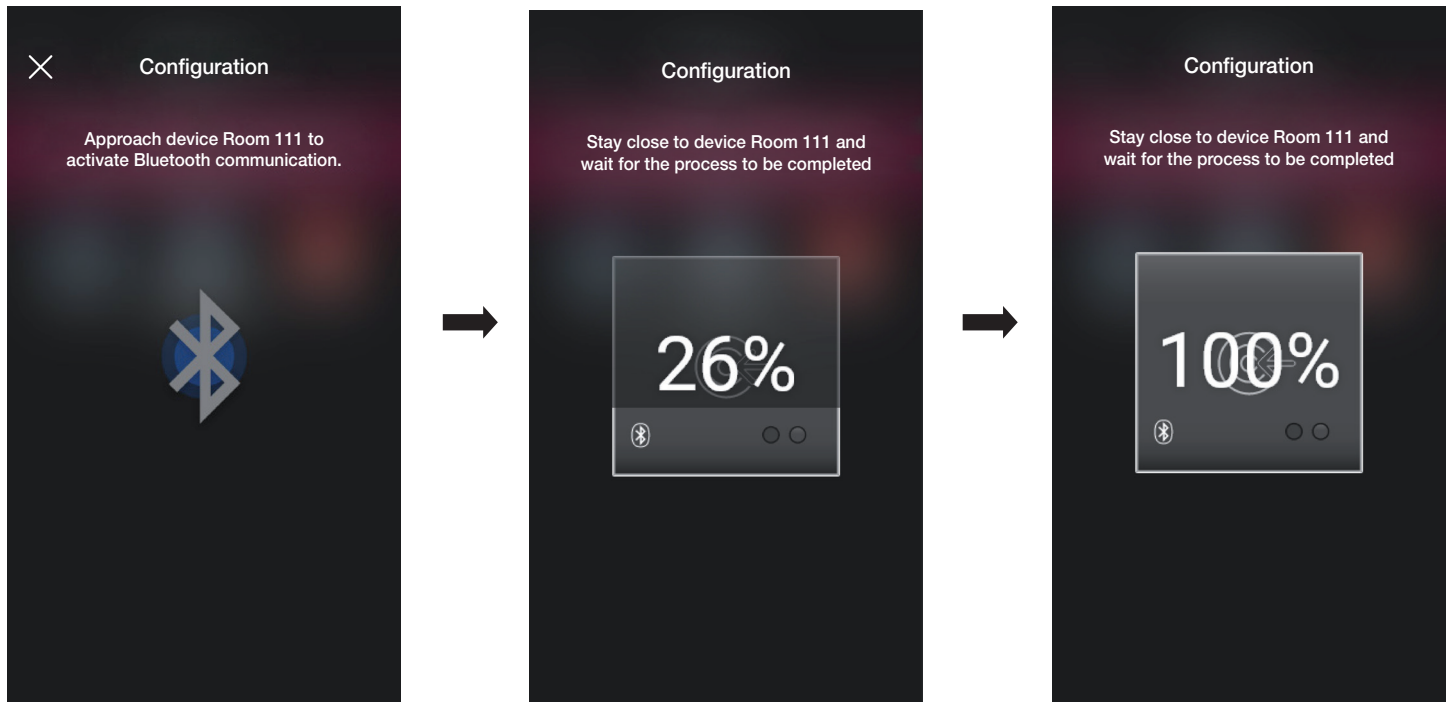 Configuration
Approach device Room 111 to
activate Bluetooth communication.
Configuration
Stay close to device Room 111 and
wait for the process to be completed
26%
Configuration
Stay close to device Room 111 and
wait for the process to be completed
100%